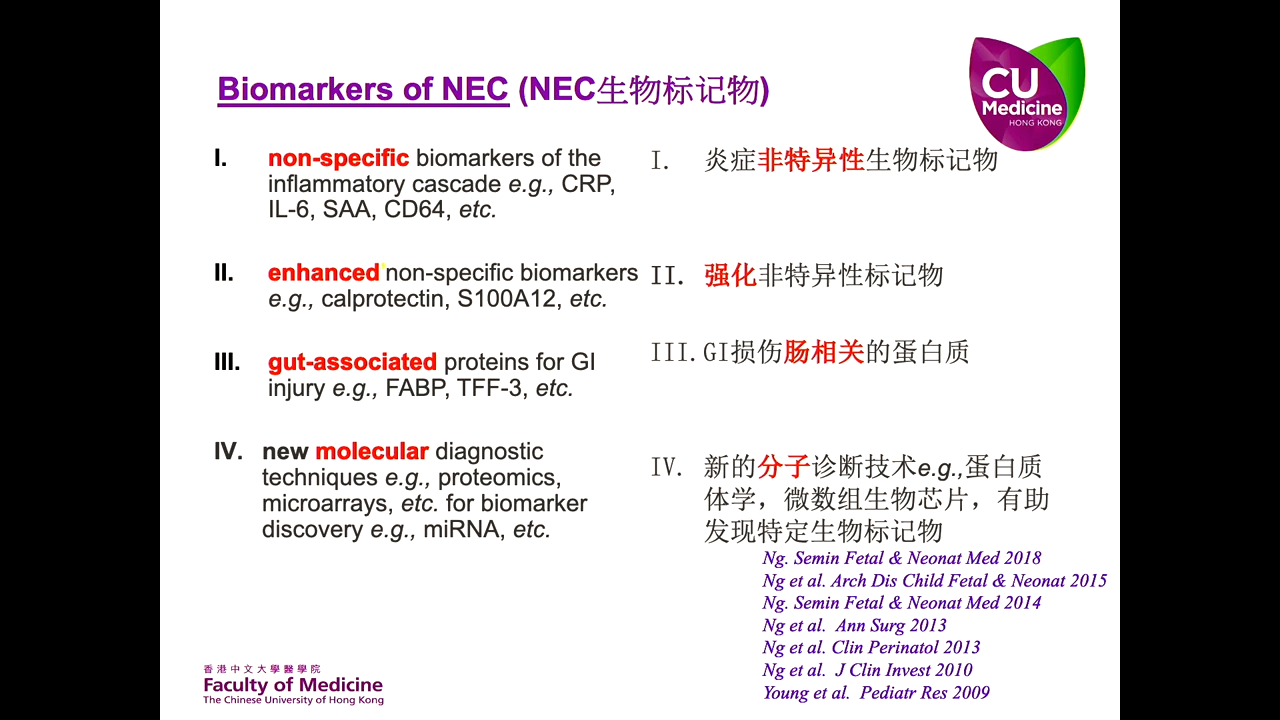 Biomarkers of NEC (NEC生物标记物)
CU
Medicine
HONG KONG
I. non-specific biomarkers of the
inflammatory cascade e.g., CRP,
IL-6, SAA, CD64, etc.
II. enhanced non-specific biomarkers
e.g., calprotectin, S100A12, etc.
III. gut-associated proteins for GI
injury e.g., FABP, TFF-3, etc.
IV. new molecular diagnostic
techniques e.g., proteomics,
microarrays, etc. for biomarker
discovery e.g., miRNA, etc.
I. 炎症非特异性生物标记物
II. 强化非特异性标记物
III.GI损伤肠相关的蛋白质
IV. 新的分子诊断技术e.g.,蛋白质
体学，微数组生物芯片，有助
发现特定生物标记物
Ng. Semin Fetal & Neonat Med 2018
Ng et al. Arch Dis Child Fetal & Neonat 2015
Ng. Semin Fetal & Neonat Med 2014
Ng et al. Ann Surg 2013
Ng et al. Clin Perinatol 2013
Ng et al. J Clin Invest 2010
Young et al. Pediatr Res 2009
香港中文大學醫學院
Faculty of Medicine
The Chinese University of Hong Kong